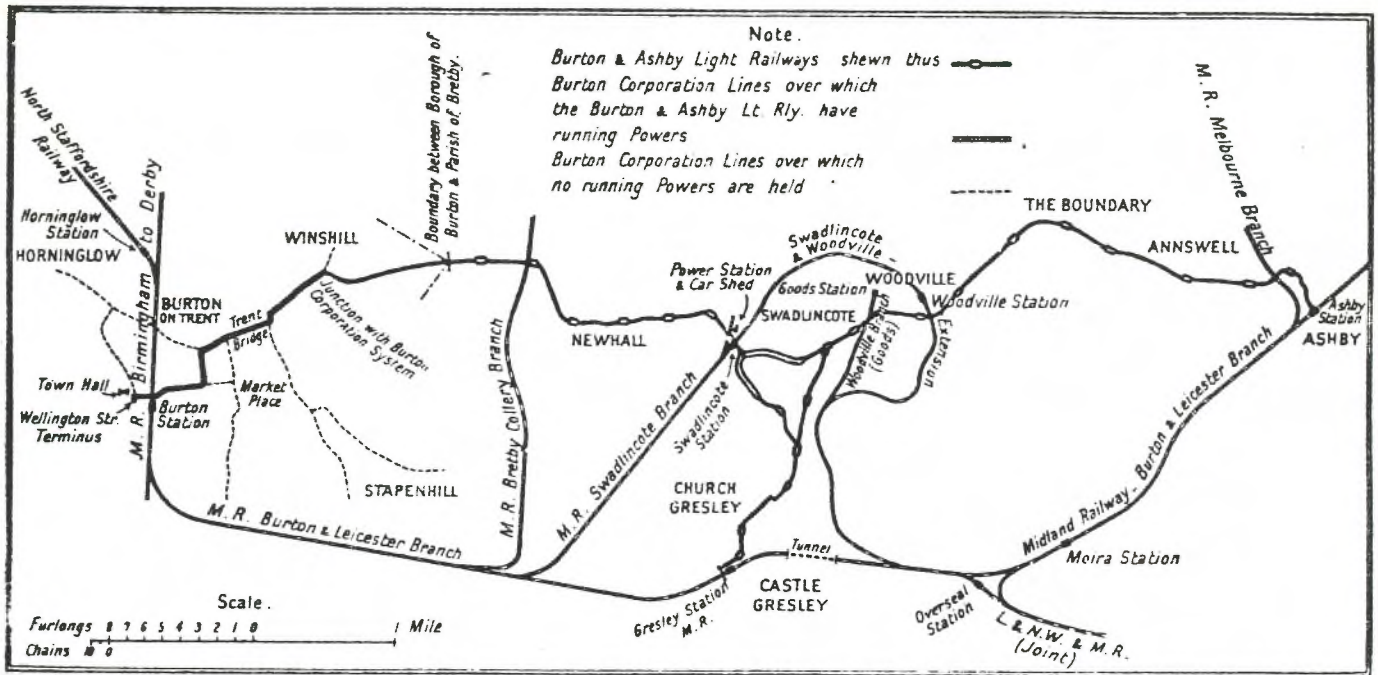 Note.
Burton & Ashby Light Railways shewn thus
Burton Corporation Lines over which
the Burton & Ashby Lt. Rly. have
running Powers
Burton Corporation Lines over which
no running Powers are held
North Staffordshire
Railway
Horninglow
Station
HORNINGLOW
M. R. Birmingham to Derby
BURTON
ON TRENT
Trent
Bridge
WINSHILL
Junction with Burton
Corporation System
Boundary between Borough of
Burton & Parish of Bretby.
Town Hall
Wellington Str.
Terminus
Burton
Station
Market
Place
STAPENHILL
M. R. Burton & Leicester Branch
M. R. Bretby Collery Branch
NEWHALL
M. R. Swadlincote Branch
Power Station
& Car Shed
Swadlincote
Station
Swadlincote
& Woodville
Goods Station
SWADLINCOTE
WOODVILLE
Woodville Branch
(Goods)
Woodville Station
Extension
THE BOUNDARY
ANNSWELL
M. R. Melbourne Branch
Ashby
Station
ASHBY
Midland Railway - Burton & Leicester Branch
Moira Station
CHURCH
GRESLEY
Tunnel
CASTLE
GRESLEY
Gresley Station
M.R.
Overseal
Station
L. & N.W. & M.R.
(Joint)
Scale.
Furlongs 8 7 6 5 4 3 2 1 0 1 Mile
Chains 10 0